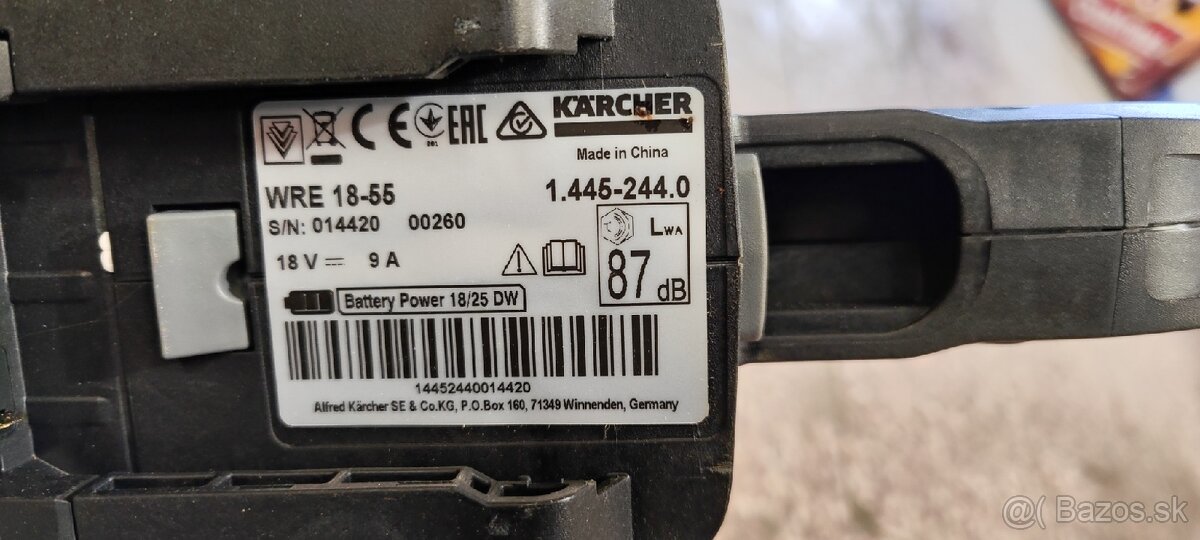 KÄRCHER
Made in China
WRE 18-55
1.445-244.0
S/N: 014420 00260
18 V 9 A
LWA
87 dB
Battery Power 18/25 DW
14452440014420
Alfred Kärcher SE & Co.KG, P.O.Box 160, 71349 Winnenden, Germany
@( Bazos.sk